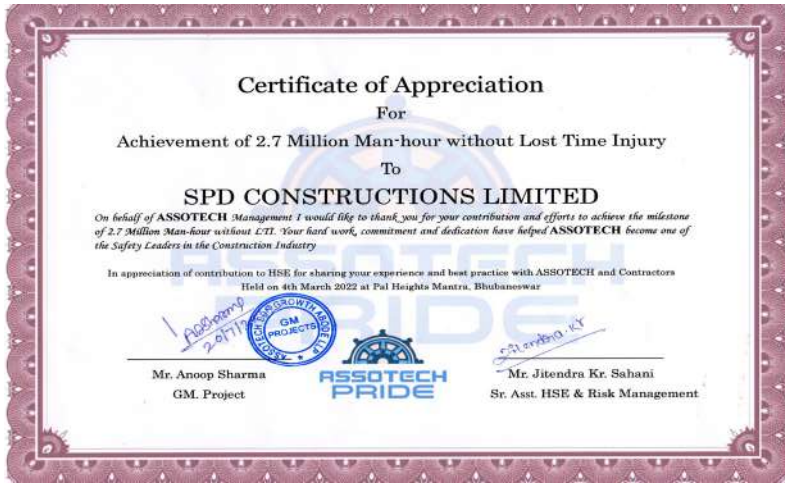 Certificate of Appreciation
For
Achievement of 2.7 Million Man-hour without Lost Time Injury
To
SPD CONSTRUCTIONS LIMITED
On behalf of ASSOTECH Management I would like to thank you for your contribution and efforts to achieve the milestone
of 2.7 Million Man-hour without LTI. Your hard work, commitment and dedication have helped ASSOTECH become one of
the Safety Leaders in the Construction Industry
In appreciation of contribution to HSE for sharing your experience and best practice with ASSOTECH and Contractors
Held on 4th March 2022 at Pal Heights Mantra, Bhubaneswar
ASSOTECH
PRIDE
GM
PROJECTS
Jitendra.Kr
ASSOTECH
PRIDE
Mr. Anoop Sharma
GM. Project
Mr. Jitendra Kr. Sahani
Sr. Asst. HSE & Risk Management